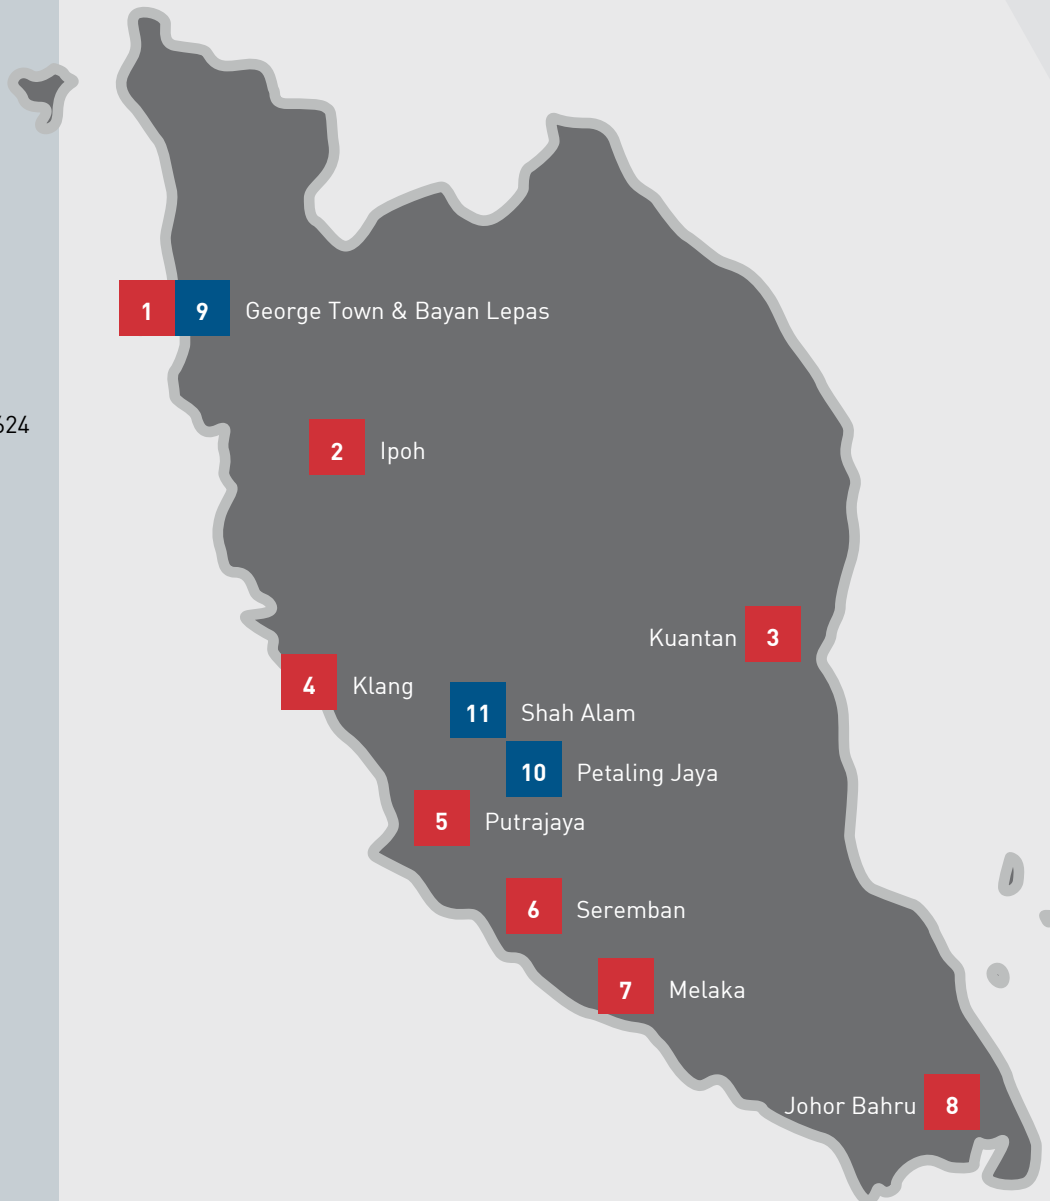 1 9 George Town & Bayan Lepas
624
2 Ipoh
Kuantan 3
4 Klang
11 Shah Alam
10 Petaling Jaya
5 Putrajaya
6 Seremban
7 Melaka
Johor Bahru 8